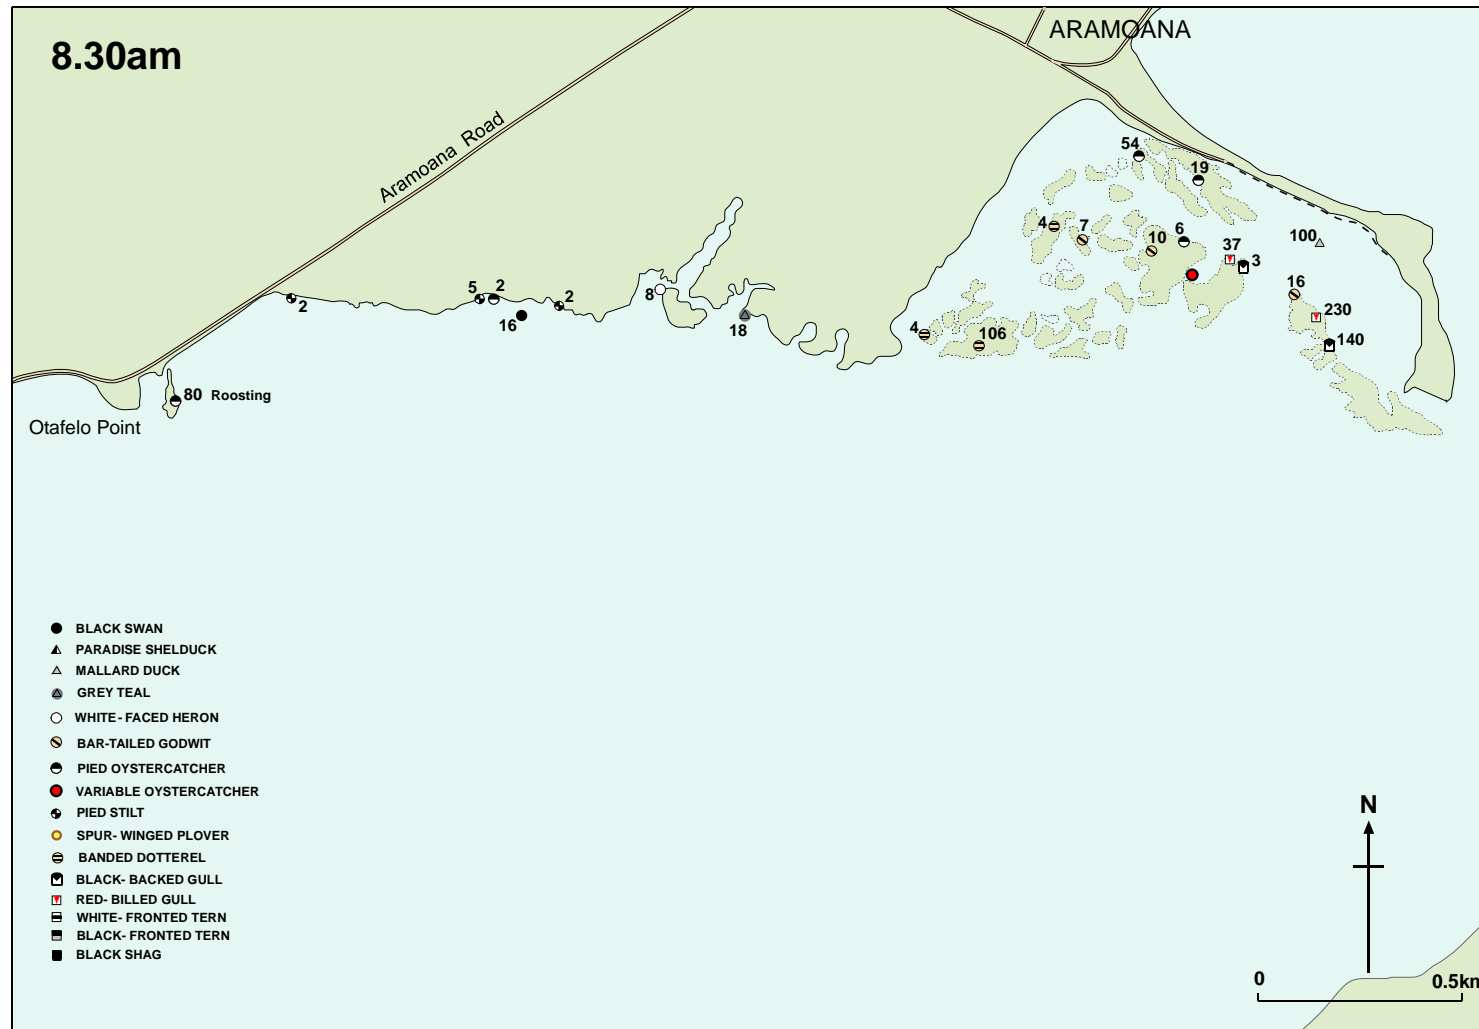 8.30am
ARAMOANA
Aramoana Road
54
19
4
7
10
6
37
3
100
16
230
140
8
2
5
2
2
16
18
4
106
80 Roosting
Otafelo Point
BLACK SWAN
PARADISE SHELDUCK
MALLARD DUCK
GREY TEAL
WHITE- FACED HERON
BAR-TAILED GODWIT
PIED OYSTERCATCHER
VARIABLE OYSTERCATCHER
PIED STILT
SPUR- WINGED PLOVER
BANDED DOTTEREL
BLACK- BACKED GULL
RED- BILLED GULL
WHITE- FRONTED TERN
BLACK- FRONTED TERN
BLACK SHAG
N
0 0.5km